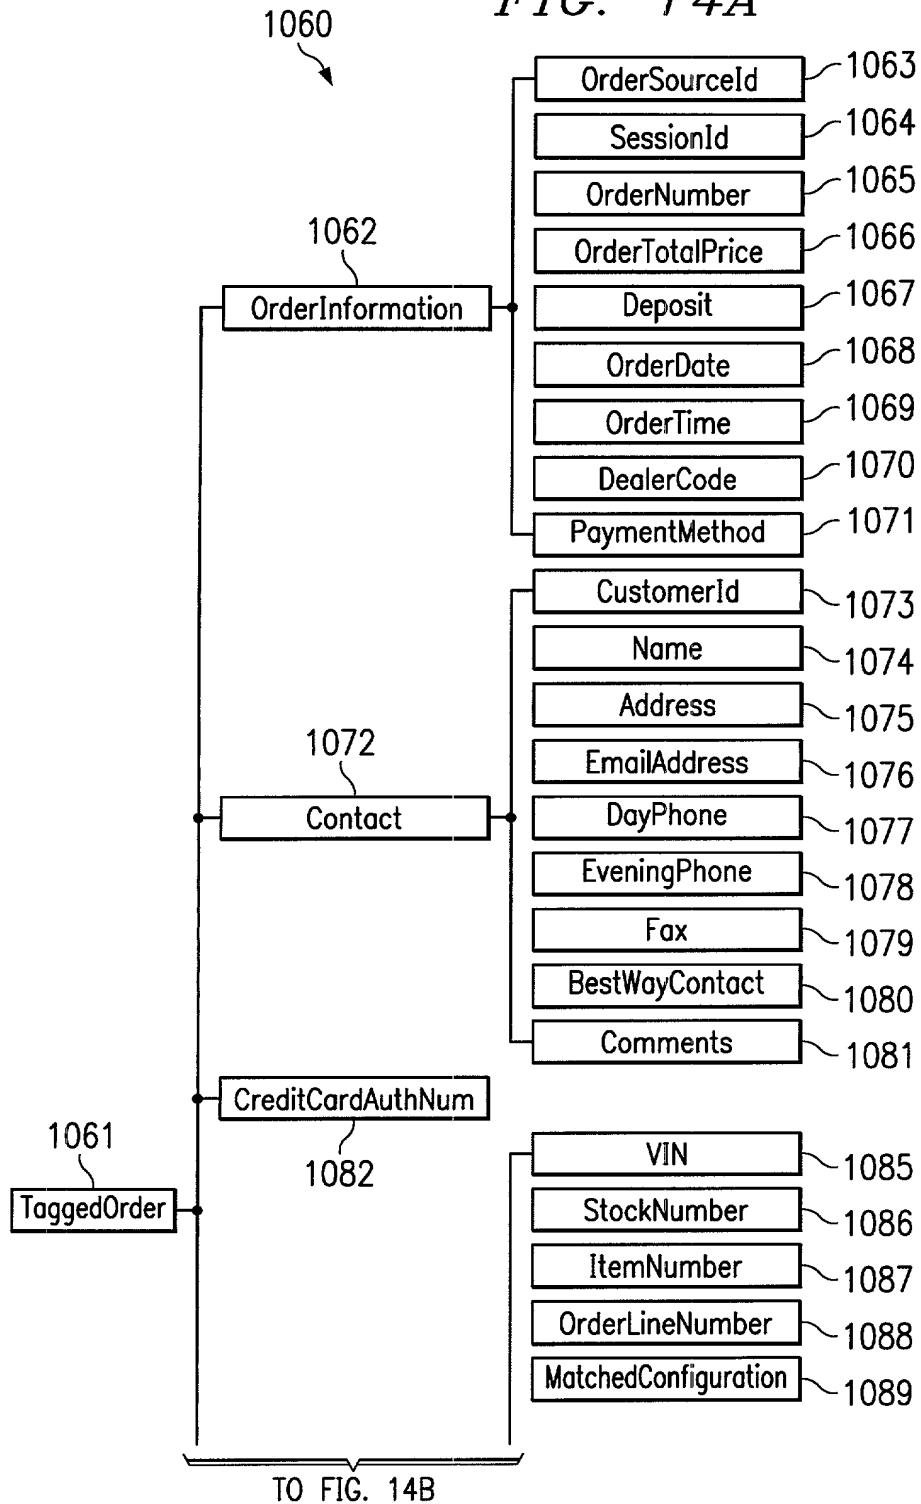 FIG. 14A
1060
OrderSourceId 1063
SessionId 1064
OrderNumber 1065
OrderTotalPrice 1066
1062
OrderInformation
Deposit 1067
OrderDate 1068
OrderTime 1069
DealerCode 1070
PaymentMethod 1071
CustomerId 1073
Name 1074
Address 1075
EmailAddress 1076
1072
Contact
DayPhone 1077
EveningPhone 1078
Fax 1079
BestWayContact 1080
Comments 1081
CreditCardAuthNum
1082
1061
TaggedOrder
VIN 1085
StockNumber 1086
ItemNumber 1087
OrderLineNumber 1088
MatchedConfiguration 1089
TO FIG. 14B